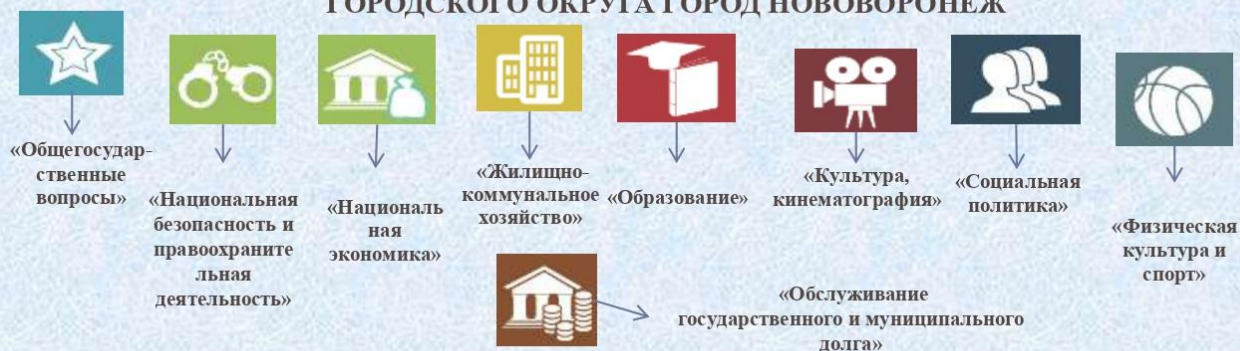 ГОРОДСКОГО ОКРУГА ГОРОД НОВОВОРОНЕЖ
«Общегосудар-
ственные
вопросы»
«Национальная
безопасность и
правоохраните
льная
деятельность»
«Националь
ная
экономика»
«Жилищно-
коммунальное
хозяйство»
«Образование»
«Культура,
кинематография»
«Социальная
политика»
«Физическая
культура и
спорт»
«Обслуживание
государственного и муниципального
долга»